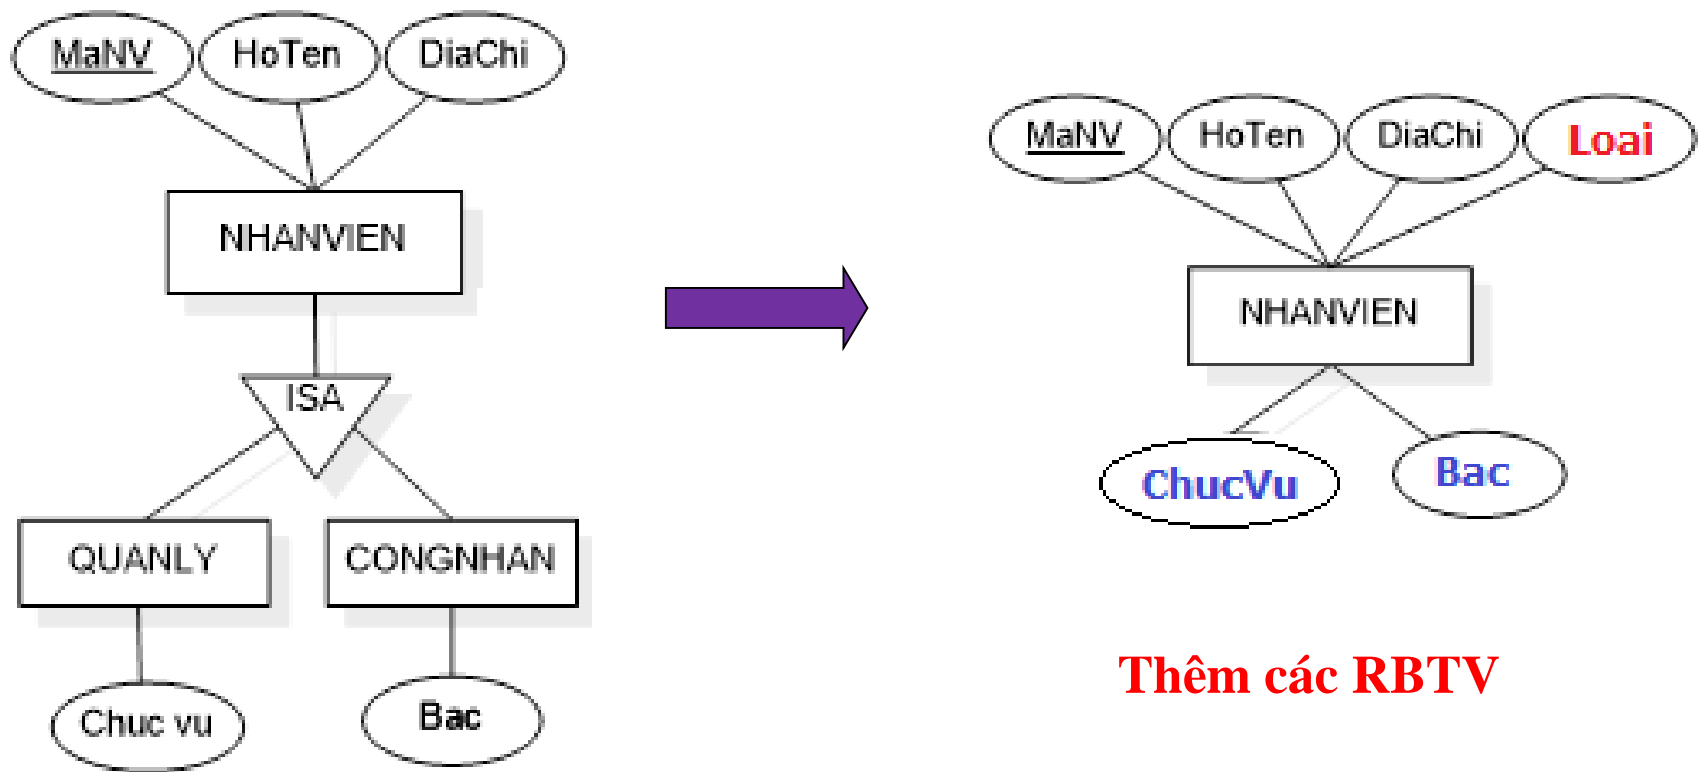 MaNV HoTen DiaChi
NHANVIEN
ISA
QUANLY CONGNHAN
Chuc vu Bac
MaNV HoTen DiaChi Loai
NHANVIEN
ChucVu Bac
Thêm các RBTV